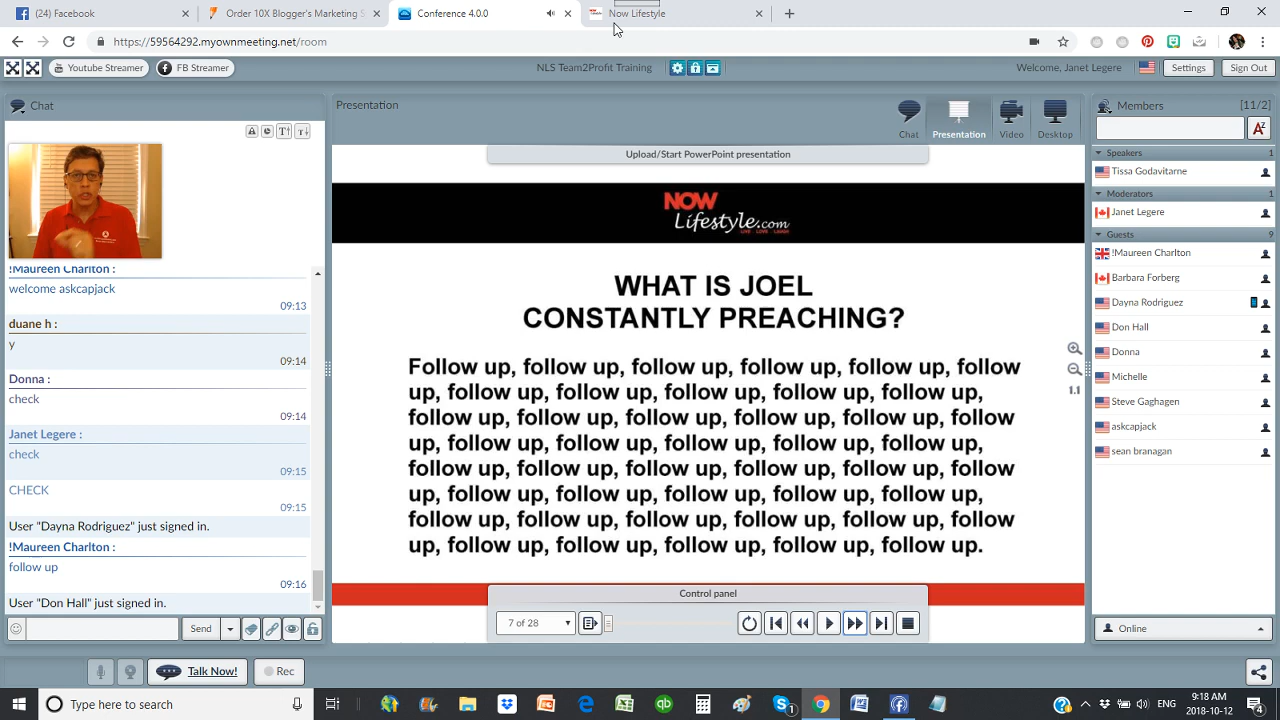 (24) Facebook
Order 10X Blogger's Marketing S
Conference 4.0.0
Now Lifestyle
https://59564292.myownmeeting.net/room
Youtube Streamer
FB Streamer
NLS Team2Profit Training
Welcome, Janet Legere
Settings
Sign Out
Chat
Presentation
Chat
Presentation
Video
Desktop
Members
[11/2]
Upload/Start PowerPoint presentation
Speakers
1
Tissa Godavitarne
Moderators
1
Janet Legere
Guests
9
!Maureen Charlton
Barbara Forberg
Dayna Rodriguez
Don Hall
Donna
Michelle
Steve Gaghagen
askcapjack
sean branagan
NOW
Lifestyle.com
LIVE LOVE LAUGH
WHAT IS JOEL
CONSTANTLY PREACHING?
Follow up, follow up, follow up, follow up, follow up, follow
up, follow up, follow up, follow up, follow up, follow up,
follow up, follow up, follow up, follow up, follow up, follow
up, follow up, follow up, follow up, follow up, follow up,
follow up, follow up, follow up, follow up, follow up, follow
up, follow up, follow up, follow up, follow up, follow up,
follow up, follow up, follow up, follow up, follow up, follow
up, follow up, follow up, follow up, follow up, follow up.
1.1
!Maureen Charlton :
welcome askcapjack
09:13
duane h :
y
09:14
Donna :
check
09:14
Janet Legere :
check
09:15
CHECK
09:15
User "Dayna Rodriguez" just signed in.
!Maureen Charlton :
follow up
09:16
User "Don Hall" just signed in.
Send
Control panel
7 of 28
Online
Talk Now!
Rec
Type here to search
9:18 AM
2018-10-12